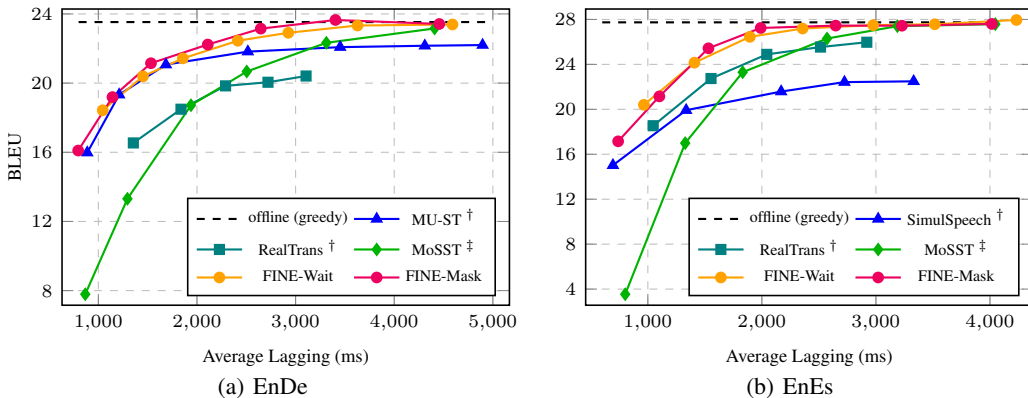 24
20
16
12
8
BLEU
1,000 2,000 3,000 4,000 5,000
Average Lagging (ms)
offline (greedy) MU-ST †
RealTrans † MoSST ‡
FINE-Wait FINE-Mask
(a) EnDe
28
24
20
16
12
8
4
1,000 2,000 3,000 4,000
Average Lagging (ms)
offline (greedy) SimulSpeech †
RealTrans † MoSST ‡
FINE-Wait FINE-Mask
(b) EnEs